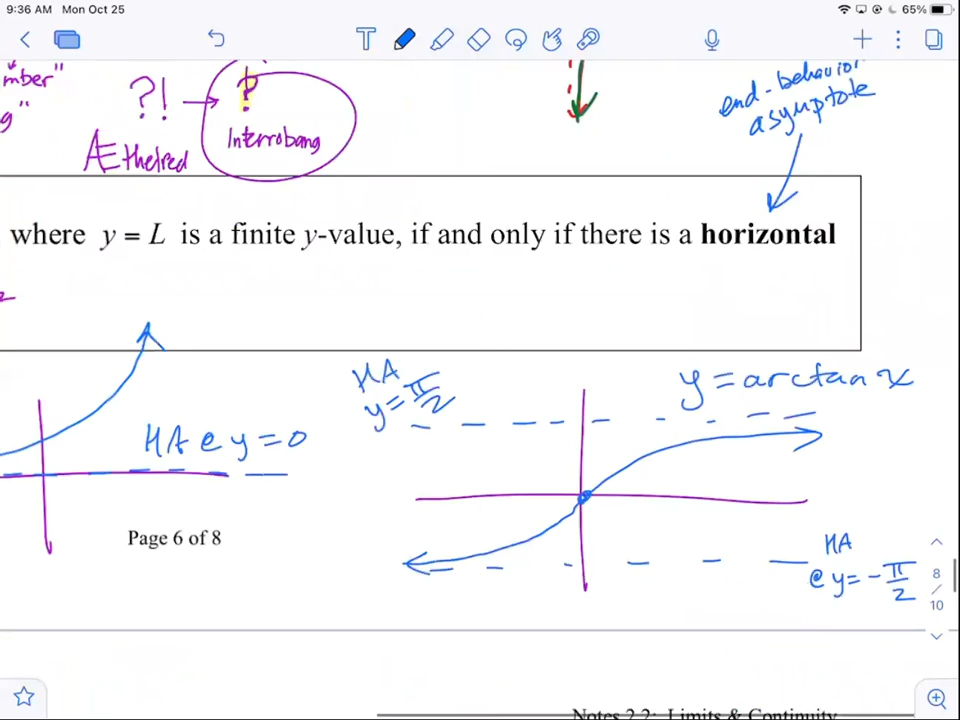 9:36 AM Mon Oct 25
65%
T
mber"
g"
?! → ?
Interrobang
Æthelred
end-behavior
asymptote
where y = L is a finite y-value, if and only if there is a horizontal
HA
y = π/2
y = arctan x
HA @ y = 0
Page 6 of 8
HA
@ y = -π/2
8
/
10
Notes 2.2: Limits & Continuity